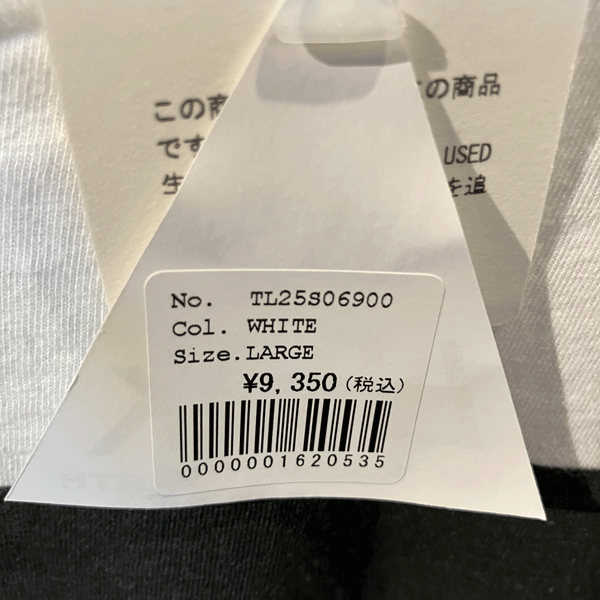 この商
の商品
です
USED
生
を追
No. TL25S06900
Col. WHITE
Size.LARGE
¥9,350(税込)
0000001620535